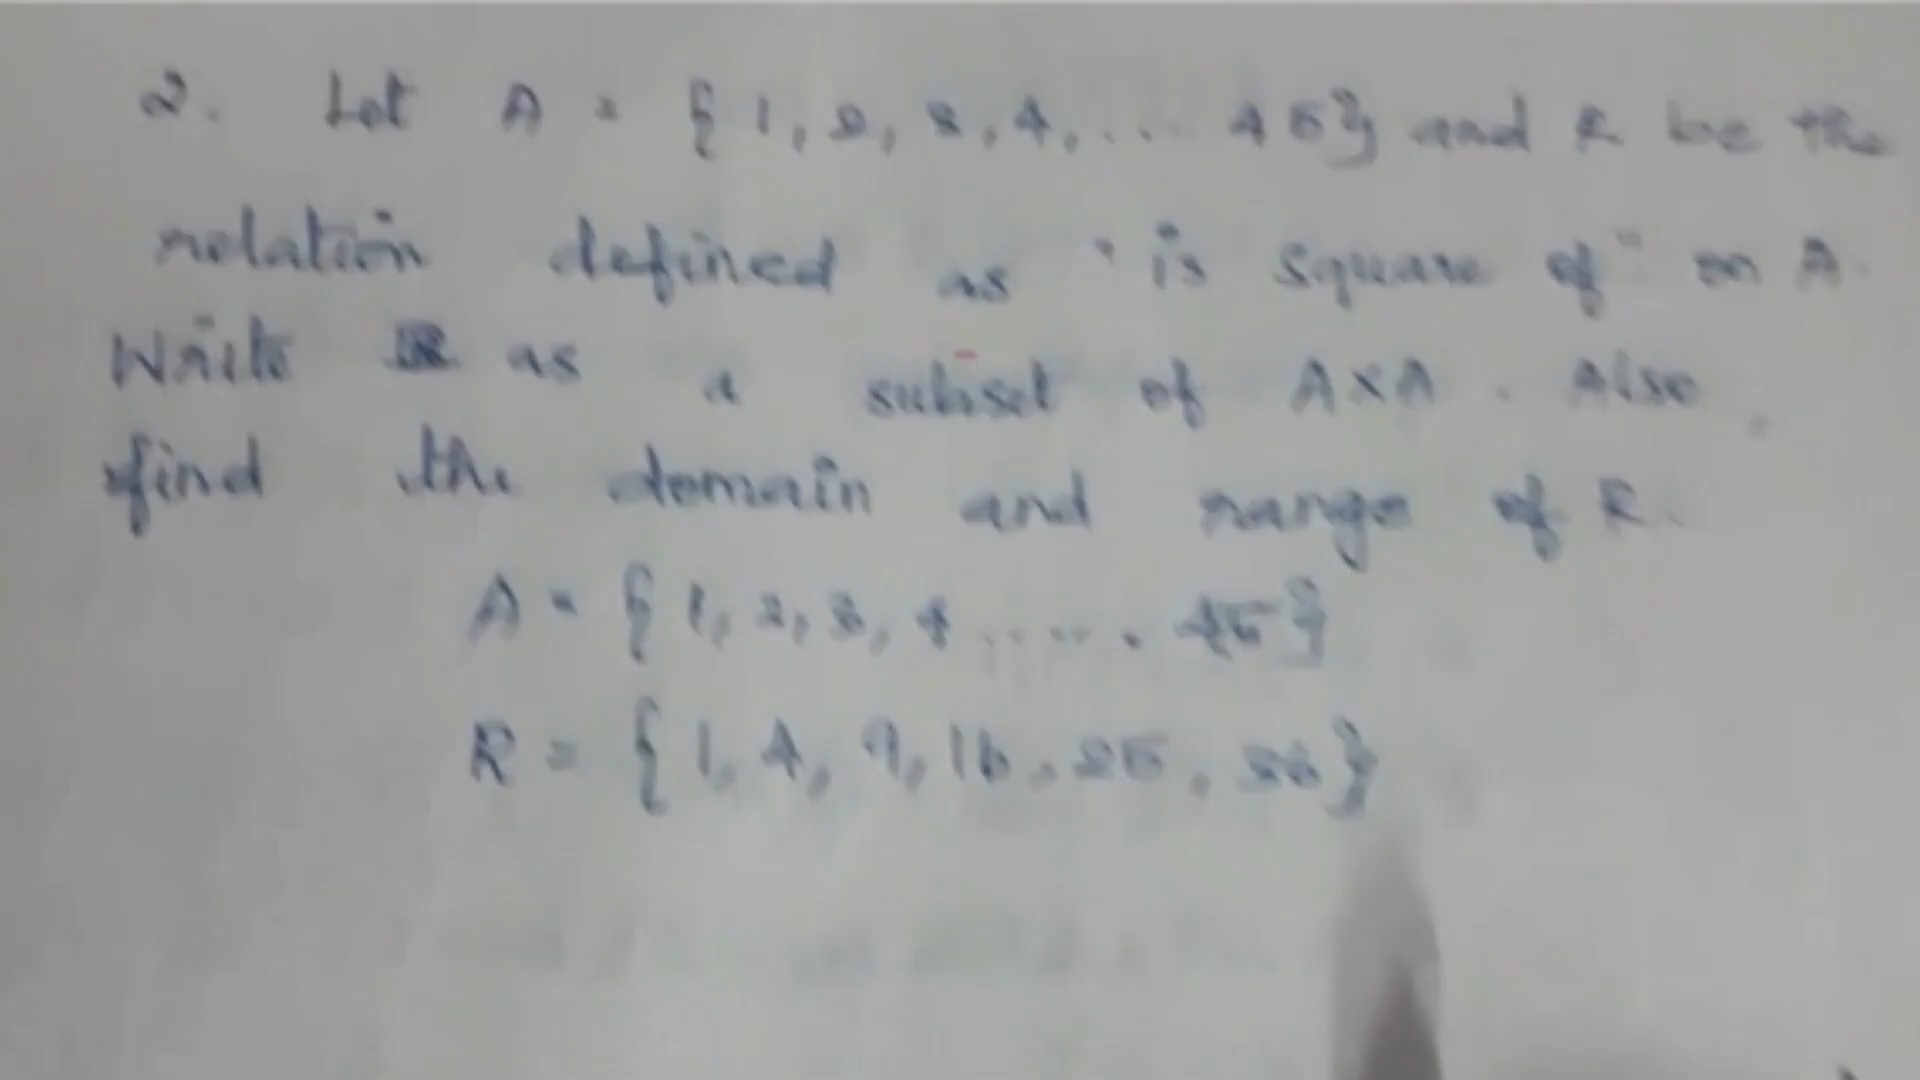 2. Let A = {1, 2, 3, 4, .... 45} and R be the
relation defined as "is square of" on A.
Write R as a subset of A×A. Also
find the domain and range of R.
A = {1, 2, 3, 4 ...... 45}
R = {1, 4, 9, 16, 25, 36}